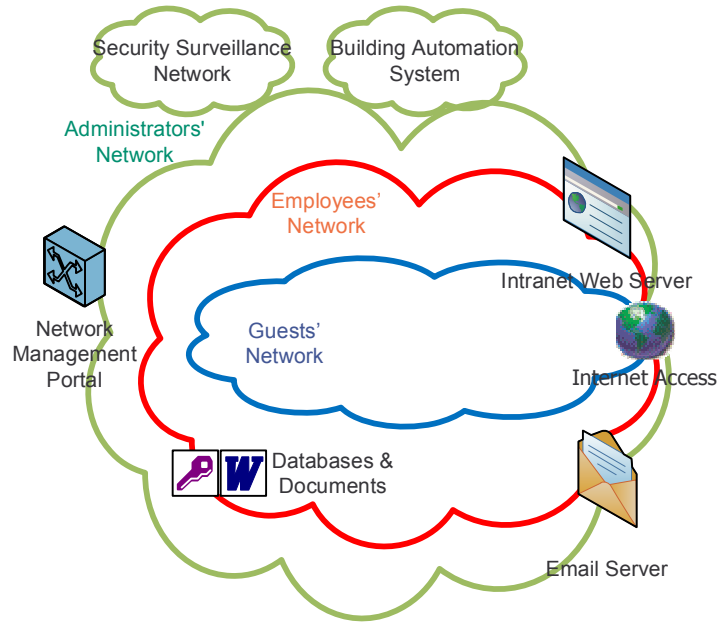 Security Surveillance
Network
Building Automation
System
Administrators'
Network
Employees'
Network
Intranet Web Server
Guests'
Network
Network
Management
Portal
Internet Access
W
Databases &
Documents
Email Server